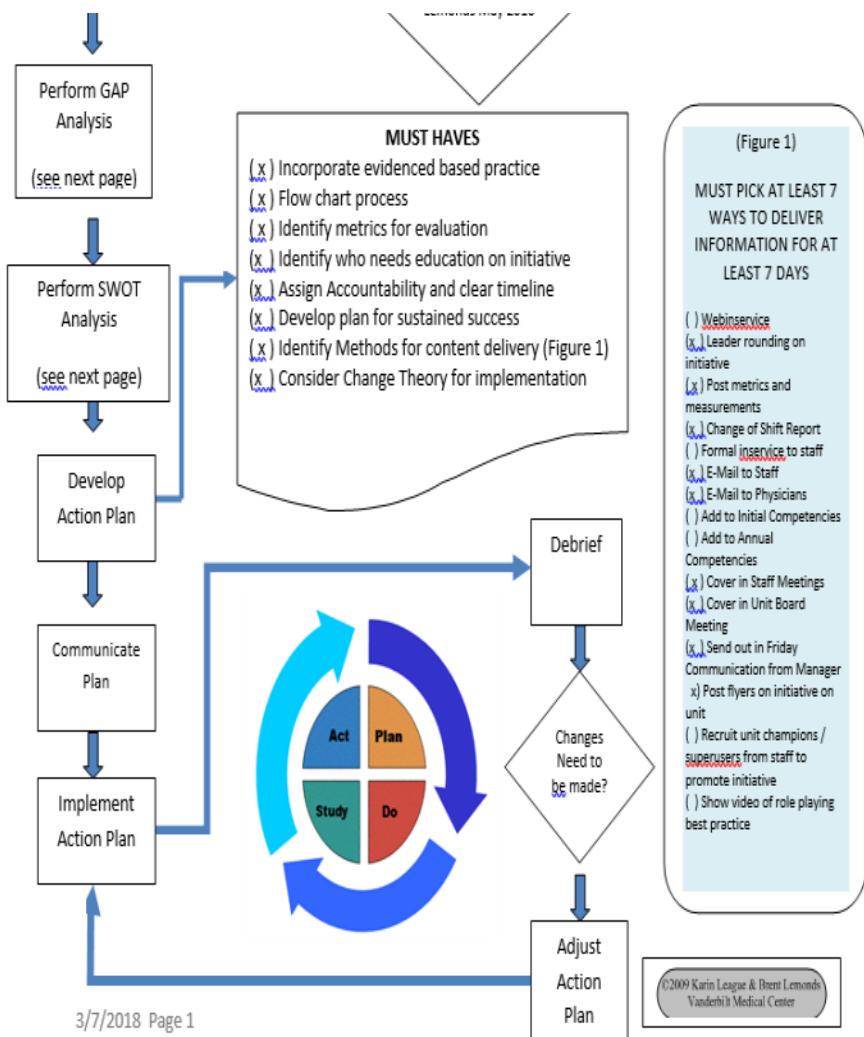 Lemonds May 2010
Perform GAP
Analysis
(see next page)
Perform SWOT
Analysis
(see next page)
Develop
Action Plan
Communicate
Plan
Implement
Action Plan
MUST HAVES
( x ) Incorporate evidenced based practice
( x ) Flow chart process
( x ) Identify metrics for evaluation
(x ) Identify who needs education on initiative
(x ) Assign Accountability and clear timeline
( x ) Develop plan for sustained success
( x ) Identify Methods for content delivery (Figure 1)
(x ) Consider Change Theory for implementation
Act
Plan
Study
Do
Debrief
Changes
Need to
be made?
Adjust
Action
Plan
(Figure 1)
MUST PICK AT LEAST 7
WAYS TO DELIVER
INFORMATION FOR AT
LEAST 7 DAYS
( ) Webinservice
(x ) Leader rounding on
initiative
( x ) Post metrics and
measurements
(x ) Change of Shift Report
( ) Formal inservice to staff
(x ) E-Mail to Staff
(x ) E-Mail to Physicians
( ) Add to Initial Competencies
( ) Add to Annual
Competencies
( x ) Cover in Staff Meetings
(x ) Cover in Unit Board
Meeting
(x ) Send out in Friday
Communication from Manager
x) Post flyers on initiative on
unit
( ) Recruit unit champions /
superusers from staff to
promote initiative
( ) Show video of role playing
best practice
©2009 Karin League & Brent Lemonds
Vanderbilt Medical Center
3/7/2018 Page 1